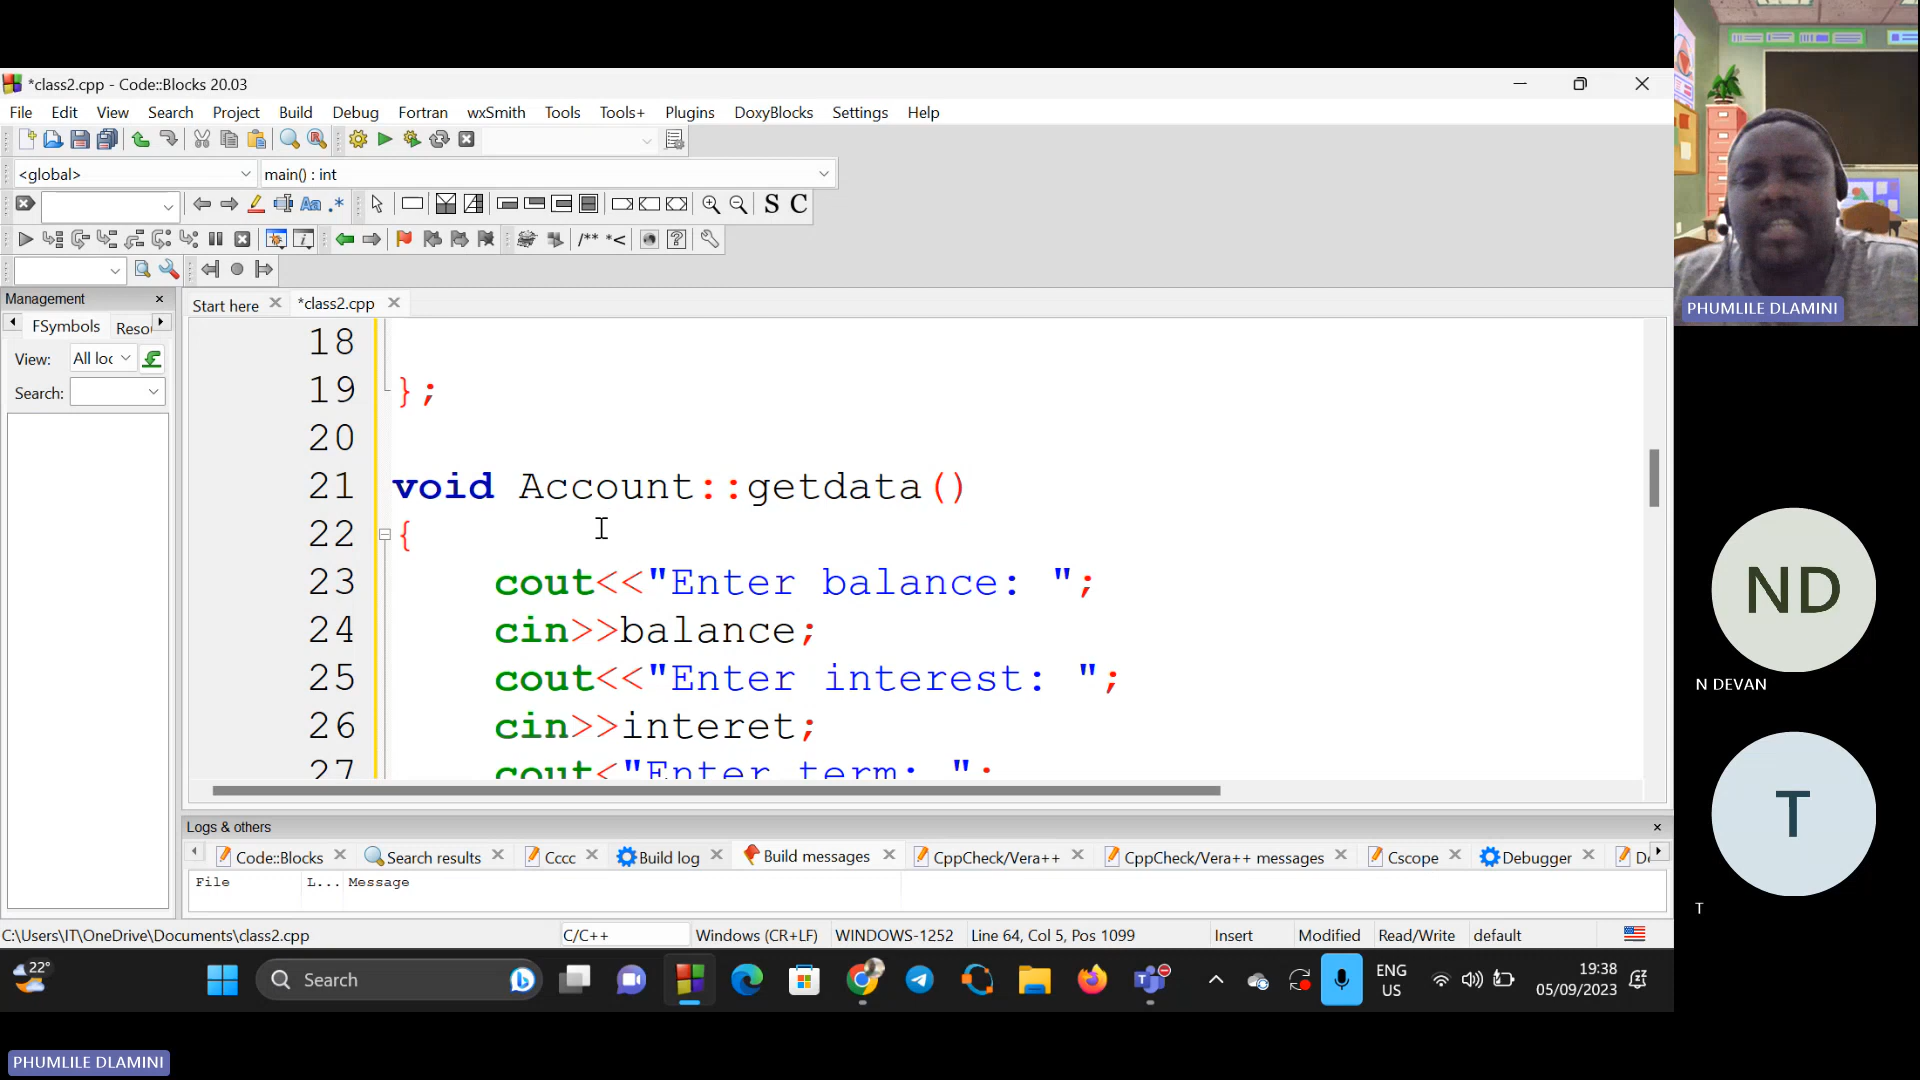 *class2.cpp - Code::Blocks 20.03
File Edit View Search Project Build Debug Fortran wxSmith Tools Tools+ Plugins DoxyBlocks Settings Help
<global> main() : int
S C
/** *<
Management
Start here *class2.cpp
FSymbols Reso
View: All loc
Search:
18
19 };
20
21 void Account::getdata()
22 {
23 cout<<"Enter balance: ";
24 cin>>balance;
25 cout<<"Enter interest: ";
26 cin>>interet;
27 cout<"Enter term: ";
Logs & others
Code::Blocks Search results Cccc Build log Build messages CppCheck/Vera++ CppCheck/Vera++ messages Cscope Debugger
File L... Message
C:\Users\IT\OneDrive\Documents\class2.cpp C/C++ Windows (CR+LF) WINDOWS-1252 Line 64, Col 5, Pos 1099 Insert Modified Read/Write default
22° Search ENG US 19:38 05/09/2023
PHUMLILE DLAMINI
ND
N DEVAN
T
T
PHUMLILE DLAMINI